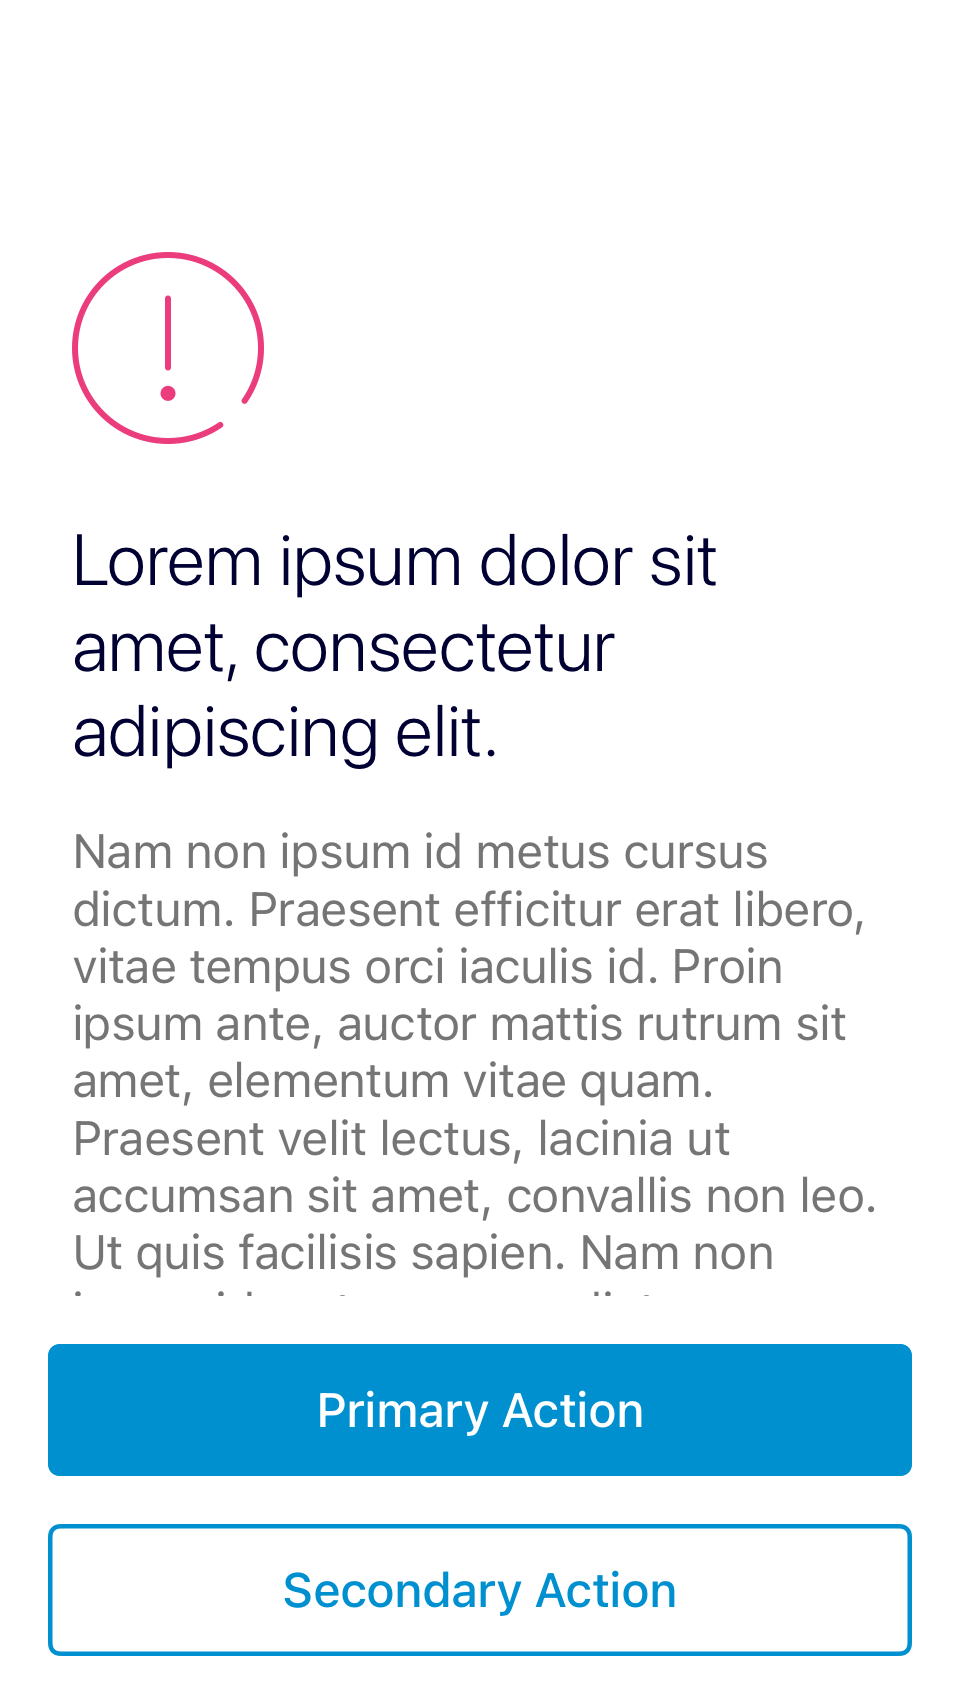 Lorem ipsum dolor sit
amet, consectetur
adipiscing elit.
Nam non ipsum id metus cursus
dictum. Praesent efficitur erat libero,
vitae tempus orci iaculis id. Proin
ipsum ante, auctor mattis rutrum sit
amet, elementum vitae quam.
Praesent velit lectus, lacinia ut
accumsan sit amet, convallis non leo.
Ut quis facilisis sapien. Nam non
Primary Action
Secondary Action